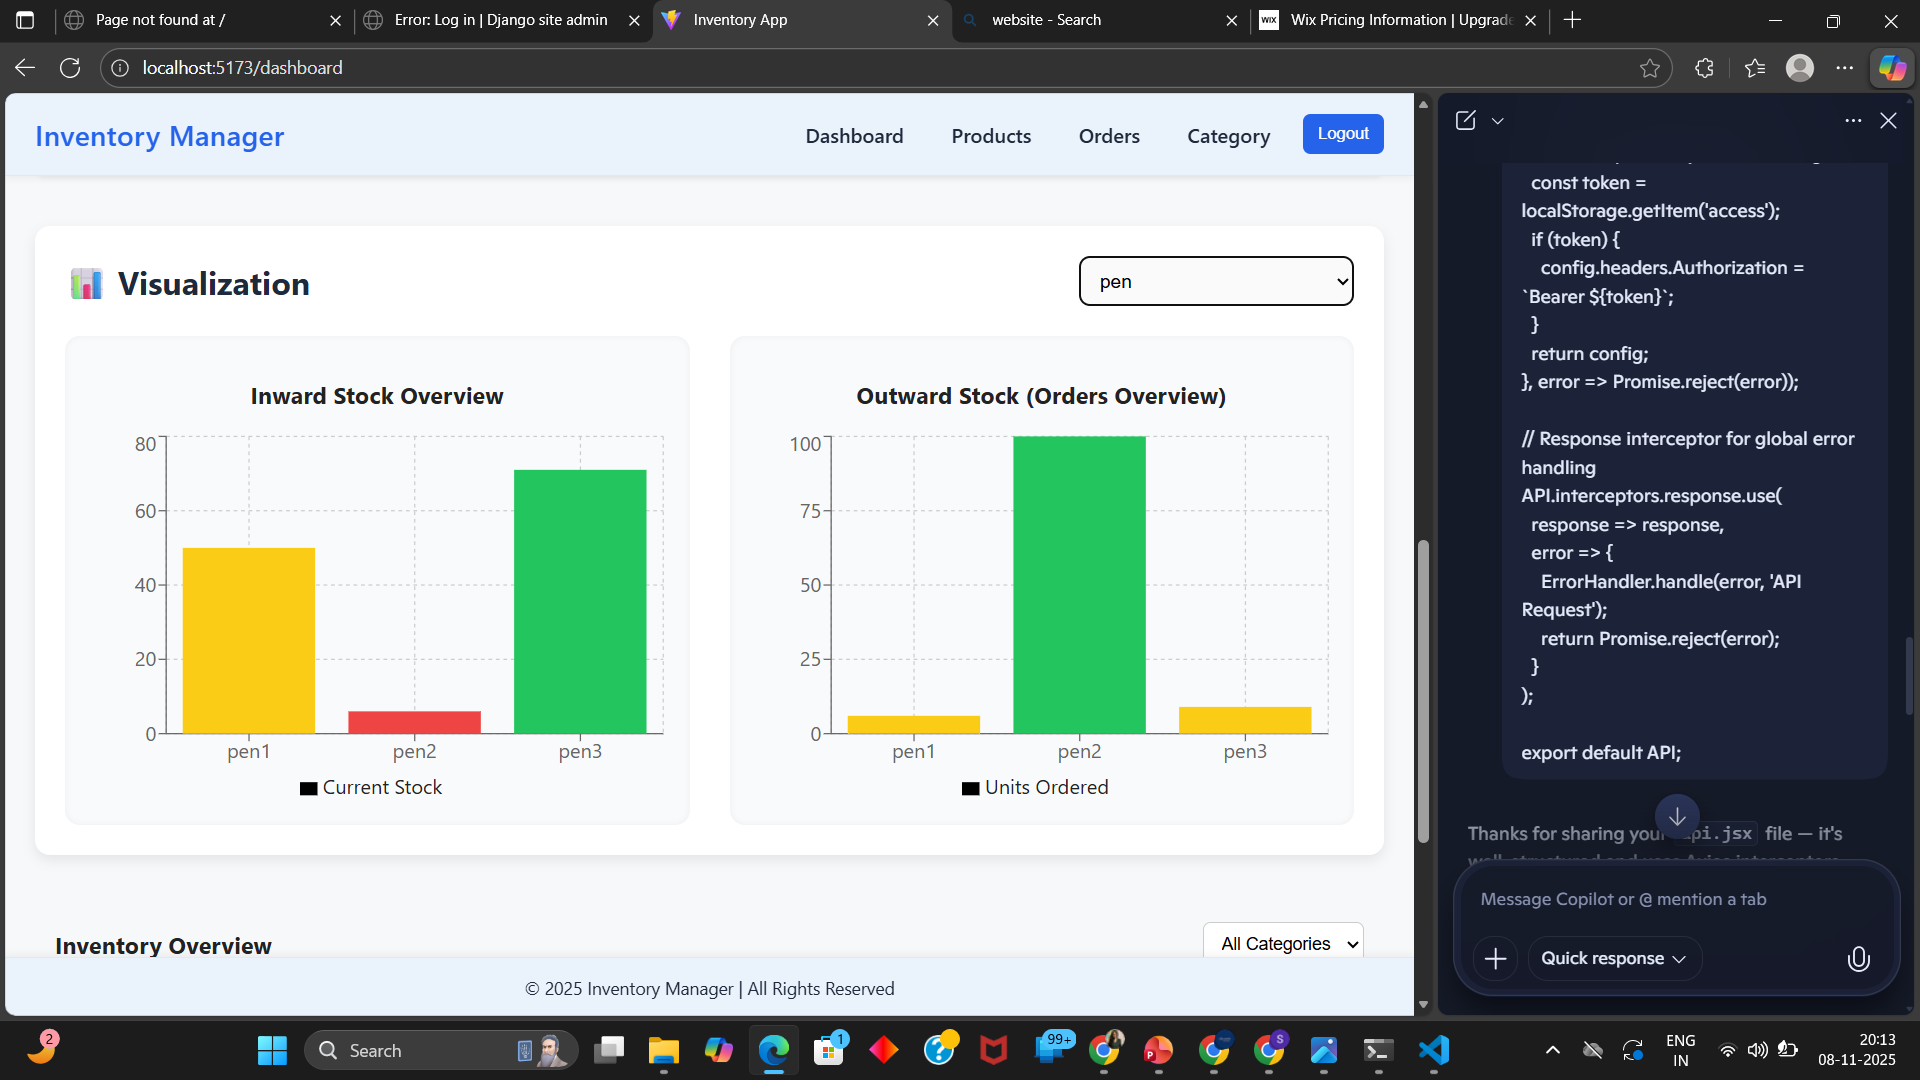 Page not found at /
Error: Log in | Django site admin
Inventory App
website - Search
WIX Wix Pricing Information | Upgrade
localhost:5173/dashboard
Inventory Manager
Dashboard
Products
Orders
Category
Logout
Visualization
pen
Inward Stock Overview
80
60
40
20
0
pen1
pen2
pen3
Current Stock
Outward Stock (Orders Overview)
100
75
50
25
0
pen1
pen2
pen3
Units Ordered
Inventory Overview
All Categories
© 2025 Inventory Manager | All Rights Reserved
const token =
localStorage.getItem('access');
if (token) {
config.headers.Authorization =
`Bearer ${token}`;
}
return config;
}, error => Promise.reject(error));
// Response interceptor for global error
handling
API.interceptors.response.use(
response => response,
error => {
ErrorHandler.handle(error, 'API
Request');
return Promise.reject(error);
}
);
export default API;
Thanks for sharing your api.jsx file — it's
Message Copilot or @ mention a tab
Quick response
2
Search
1
99+
S
P
ENG
IN
20:13
08-11-2025